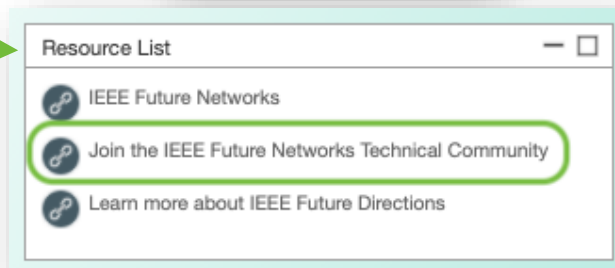 Resource List
IEEE Future Networks
Join the IEEE Future Networks Technical Community
Learn more about IEEE Future Directions